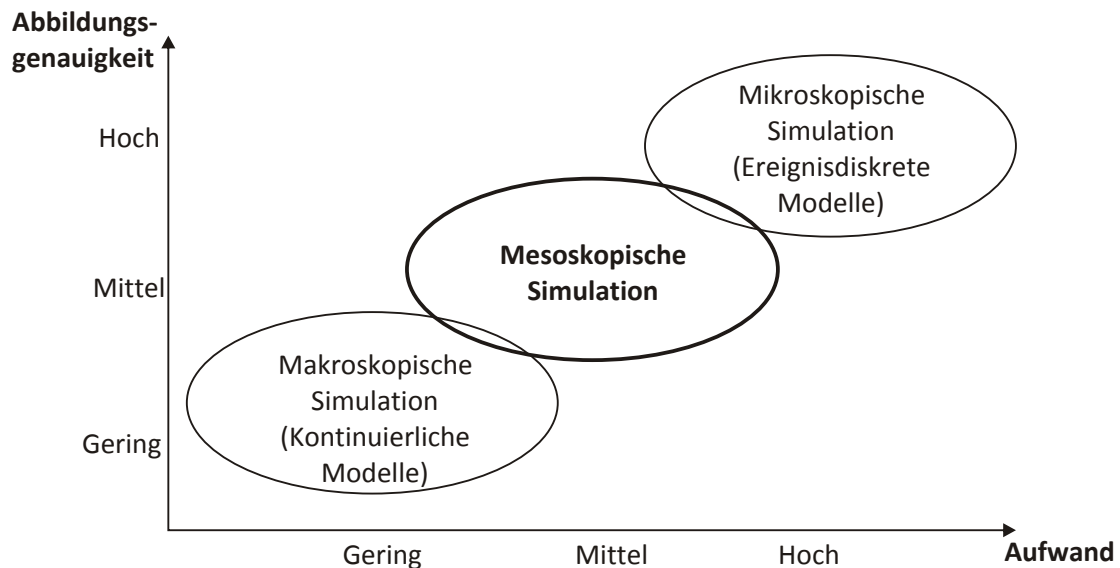 Abbildungs-
genauigkeit
Hoch
Mikroskopische
Simulation
(Ereignisdiskrete
Modelle)
Mittel
Mesoskopische
Simulation
Gering
Makroskopische
Simulation
(Kontinuierliche
Modelle)
Gering
Mittel
Hoch
Aufwand